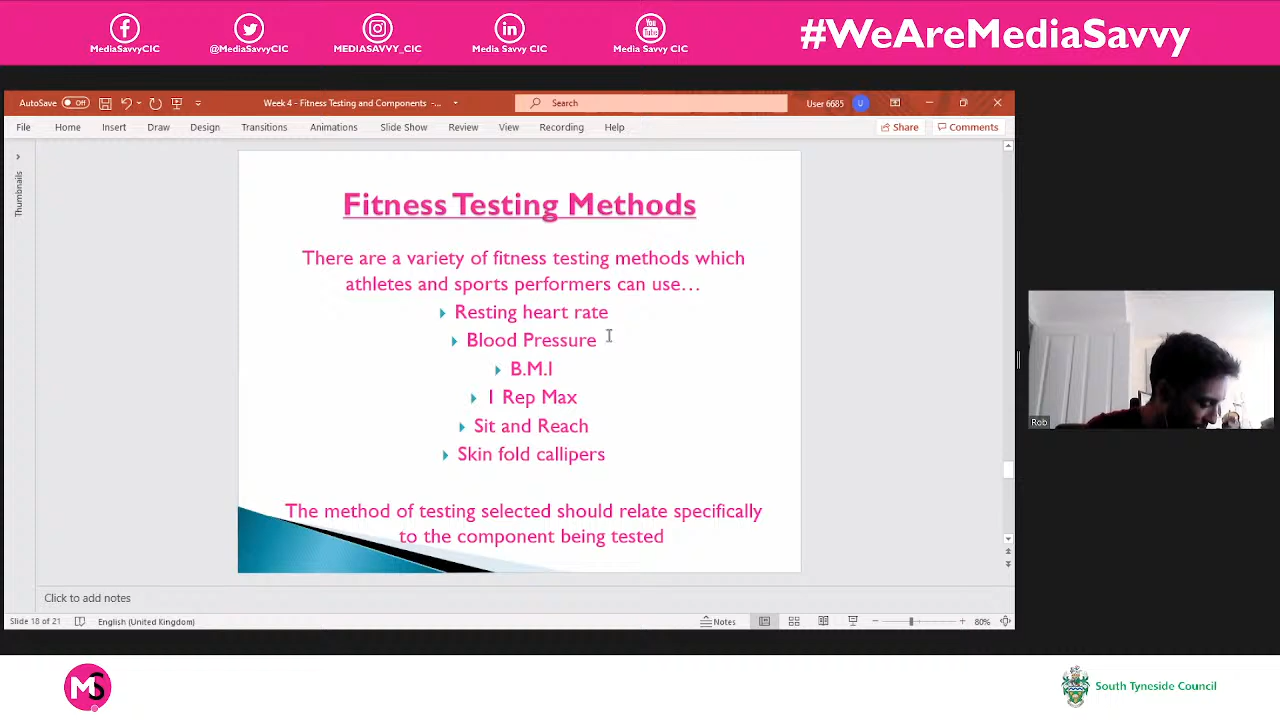 MediaSavvyCIC
@MediaSavvyCIC
MEDIASAVVY_CIC
Media Savvy CIC
You Tube
Media Savvy CIC
#WeAreMediaSavvy
AutoSave Off
Week 4 - Fitness Testing and Components -...
Search
User 6685
U
File Home Insert Draw Design Transitions Animations Slide Show Review View Recording Help
Share
Comments
Thumbnails
Fitness Testing Methods
There are a variety of fitness testing methods which
athletes and sports performers can use…
Resting heart rate
Blood Pressure
B.M.I
1 Rep Max
Sit and Reach
Skin fold callipers
The method of testing selected should relate specifically
to the component being tested
Rob
Click to add notes
Slide 18 of 21 English (United Kingdom) Notes 80%
MS
South Tyneside Council